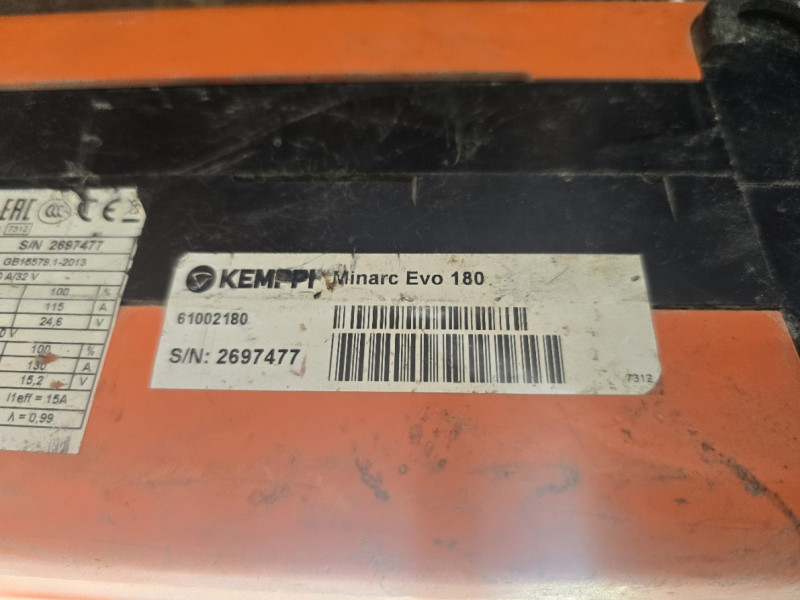 EAC CCC CE
7312
S/N 2697477
GB15579.1-2013
A/32 V
100 %
115 A
24,6 V
V
100 %
130 A
15,2 V
I1eff = 15A
λ = 0,99
KEMPPI Minarc Evo 180
61002180
S/N: 2697477
7312